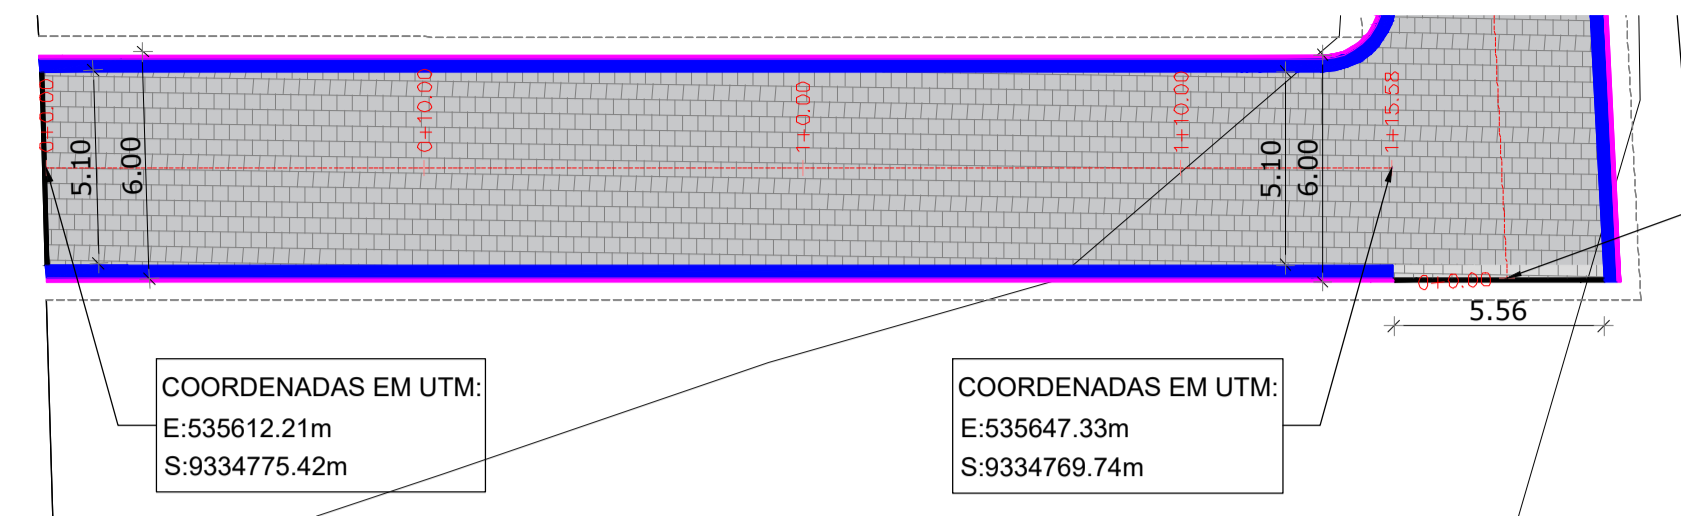 0+0.00
5.10
6.00
0+10.00
1+0.00
1+10.00
5.10
6.00
1+15.58
0+0.00
5.56
COORDENADAS EM UTM:
E:535612.21m
S:9334775.42m
COORDENADAS EM UTM:
E:535647.33m
S:9334769.74m